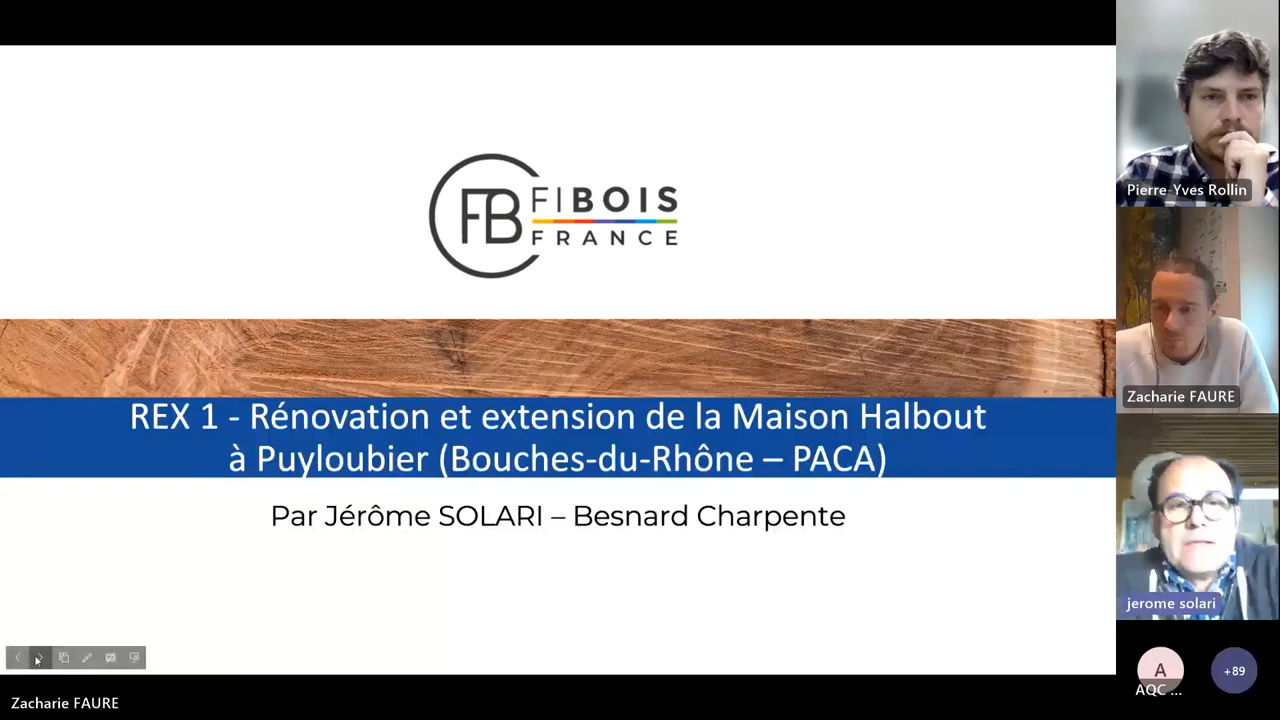 FB
FIBOIS
FRANCE
REX 1 - Rénovation et extension de la Maison Halbout
à Puyloubier (Bouches-du-Rhône – PACA)
Par Jérôme SOLARI – Besnard Charpente
Zacharie FAURE
Pierre-Yves Rollin
Zacharie FAURE
jerome solari
A
AQC ...
+89